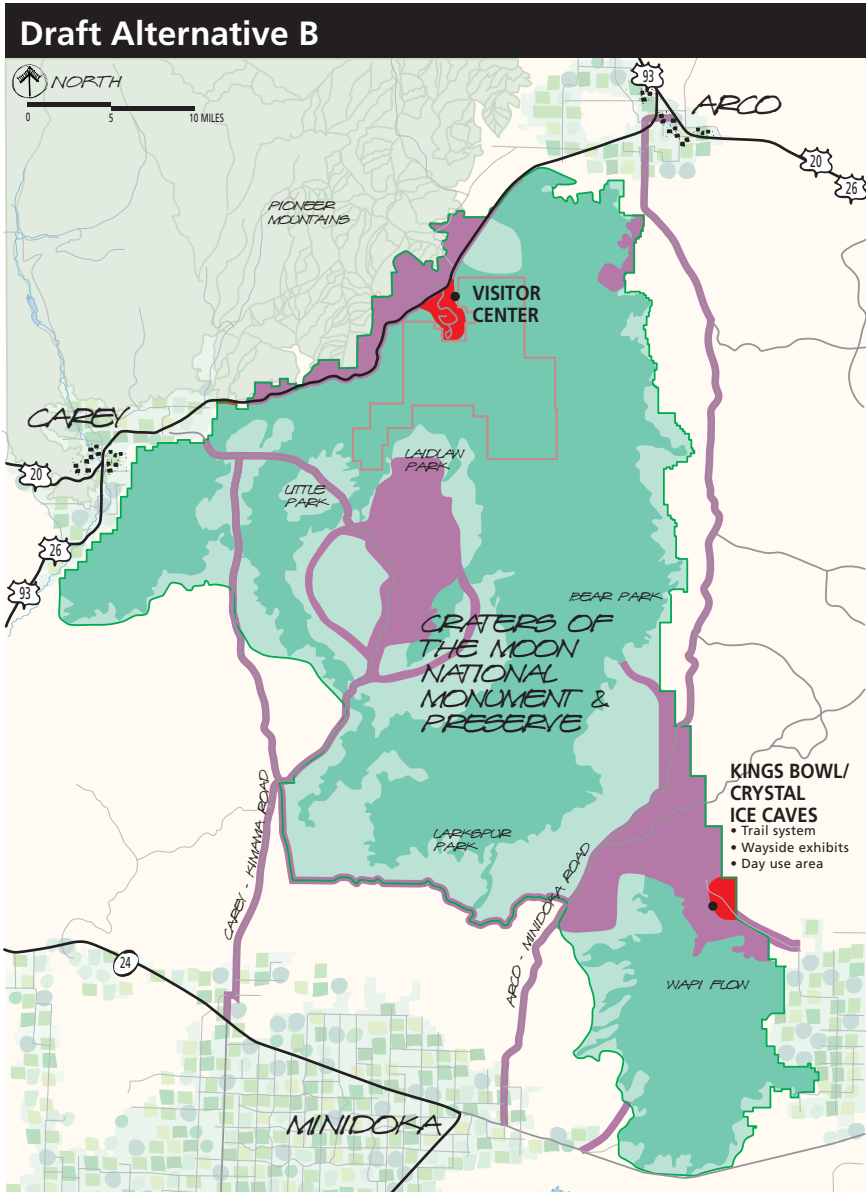 Draft Alternative B
NORTH
0 5 10 MILES
93
ARCO
20
26
PIONEER
MOUNTAINS
VISITOR
CENTER
CAREY
20
26
93
LAIDLAN
PARK
LITTLE
PARK
BEAR PARK
CRATERS OF
THE MOON
NATIONAL
MONUMENT &
PRESERVE
KINGS BOWL/
CRYSTAL
ICE CAVES
• Trail system
• Wayside exhibits
• Day use area
LARKSPUR
PARK
CAREY - KIMAMA ROAD
ARCO - MINIDOKA ROAD
24
WAPI FLOW
MINIDOKA